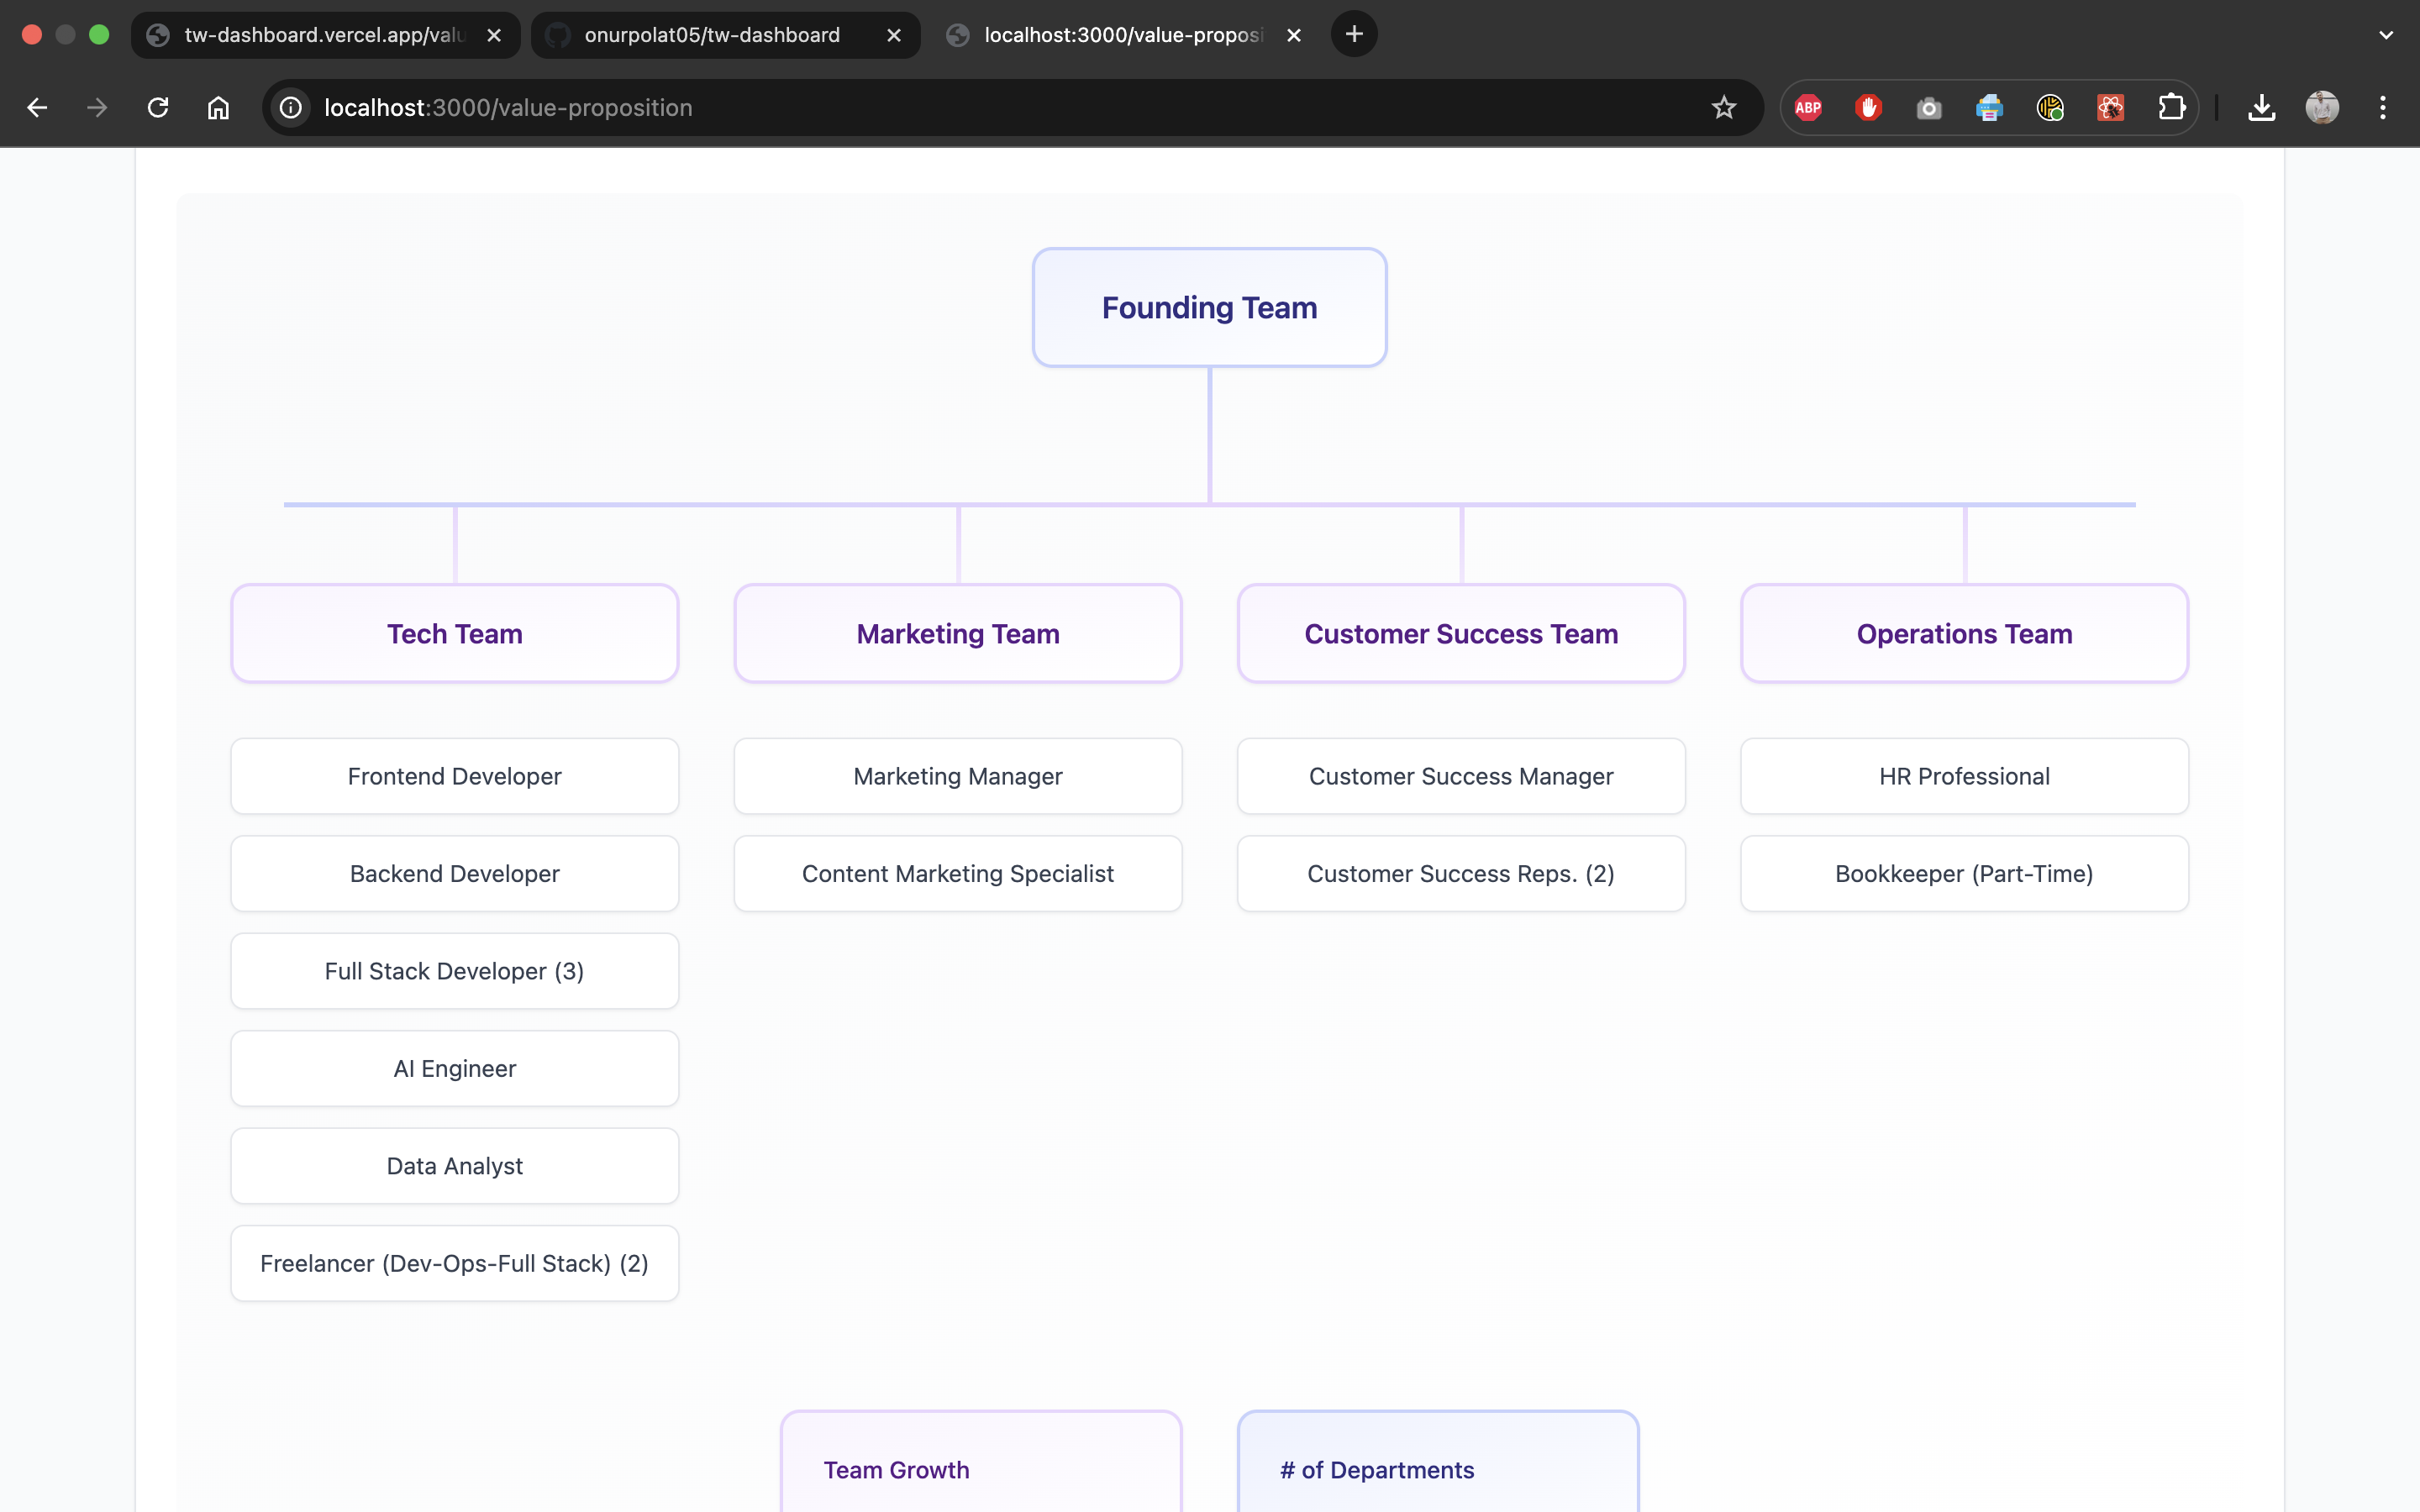 tw-dashboard.vercel.app/valu
onurpolat05/tw-dashboard
localhost:3000/value-proposi
localhost:3000/value-proposition
ABP
Founding Team
Tech Team
Marketing Team
Customer Success Team
Operations Team
Frontend Developer
Marketing Manager
Customer Success Manager
HR Professional
Backend Developer
Content Marketing Specialist
Customer Success Reps. (2)
Bookkeeper (Part-Time)
Full Stack Developer (3)
AI Engineer
Data Analyst
Freelancer (Dev-Ops-Full Stack) (2)
Team Growth
# of Departments